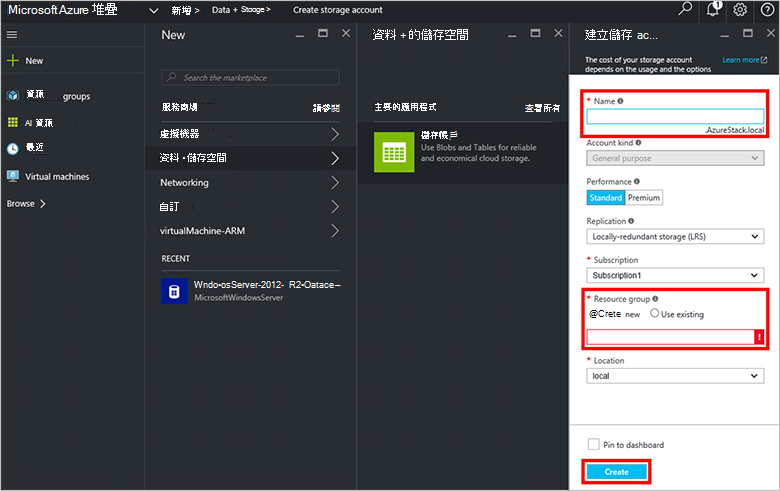 Microsoft Azure 堆疊
新增 >
Data + Stooge >
Create storage account
1
New
資訊 groups
AI 資訊
最近
Virtual machines
Browse
New
Search the marketplace
服務商場
請參閱
虛擬機器
資料 • 儲存空間
Networking
自訂
virtualMachine-ARM
RECENT
Wndo•osServer-2012- R2•Oatace—
MicrosoftWindowsServer
資料 + 的儲存空間
主要的應用程式
查看所有
儲存帳戶
Use Blobs and Tables for reliable
and economical cloud storage.
建立儲存 ac...
The cost of your storage account
depends on the usage and the options
Learn more
* Name
.AzureStack.local
Account kind
General purpose
Performance
Standard
Premium
Replication
Locally-redundant storage (LRS)
* Subscription
Subscription1
* Resource group
@Crete new
Use existing
!
* Location
local
Pin to dashboard
Create